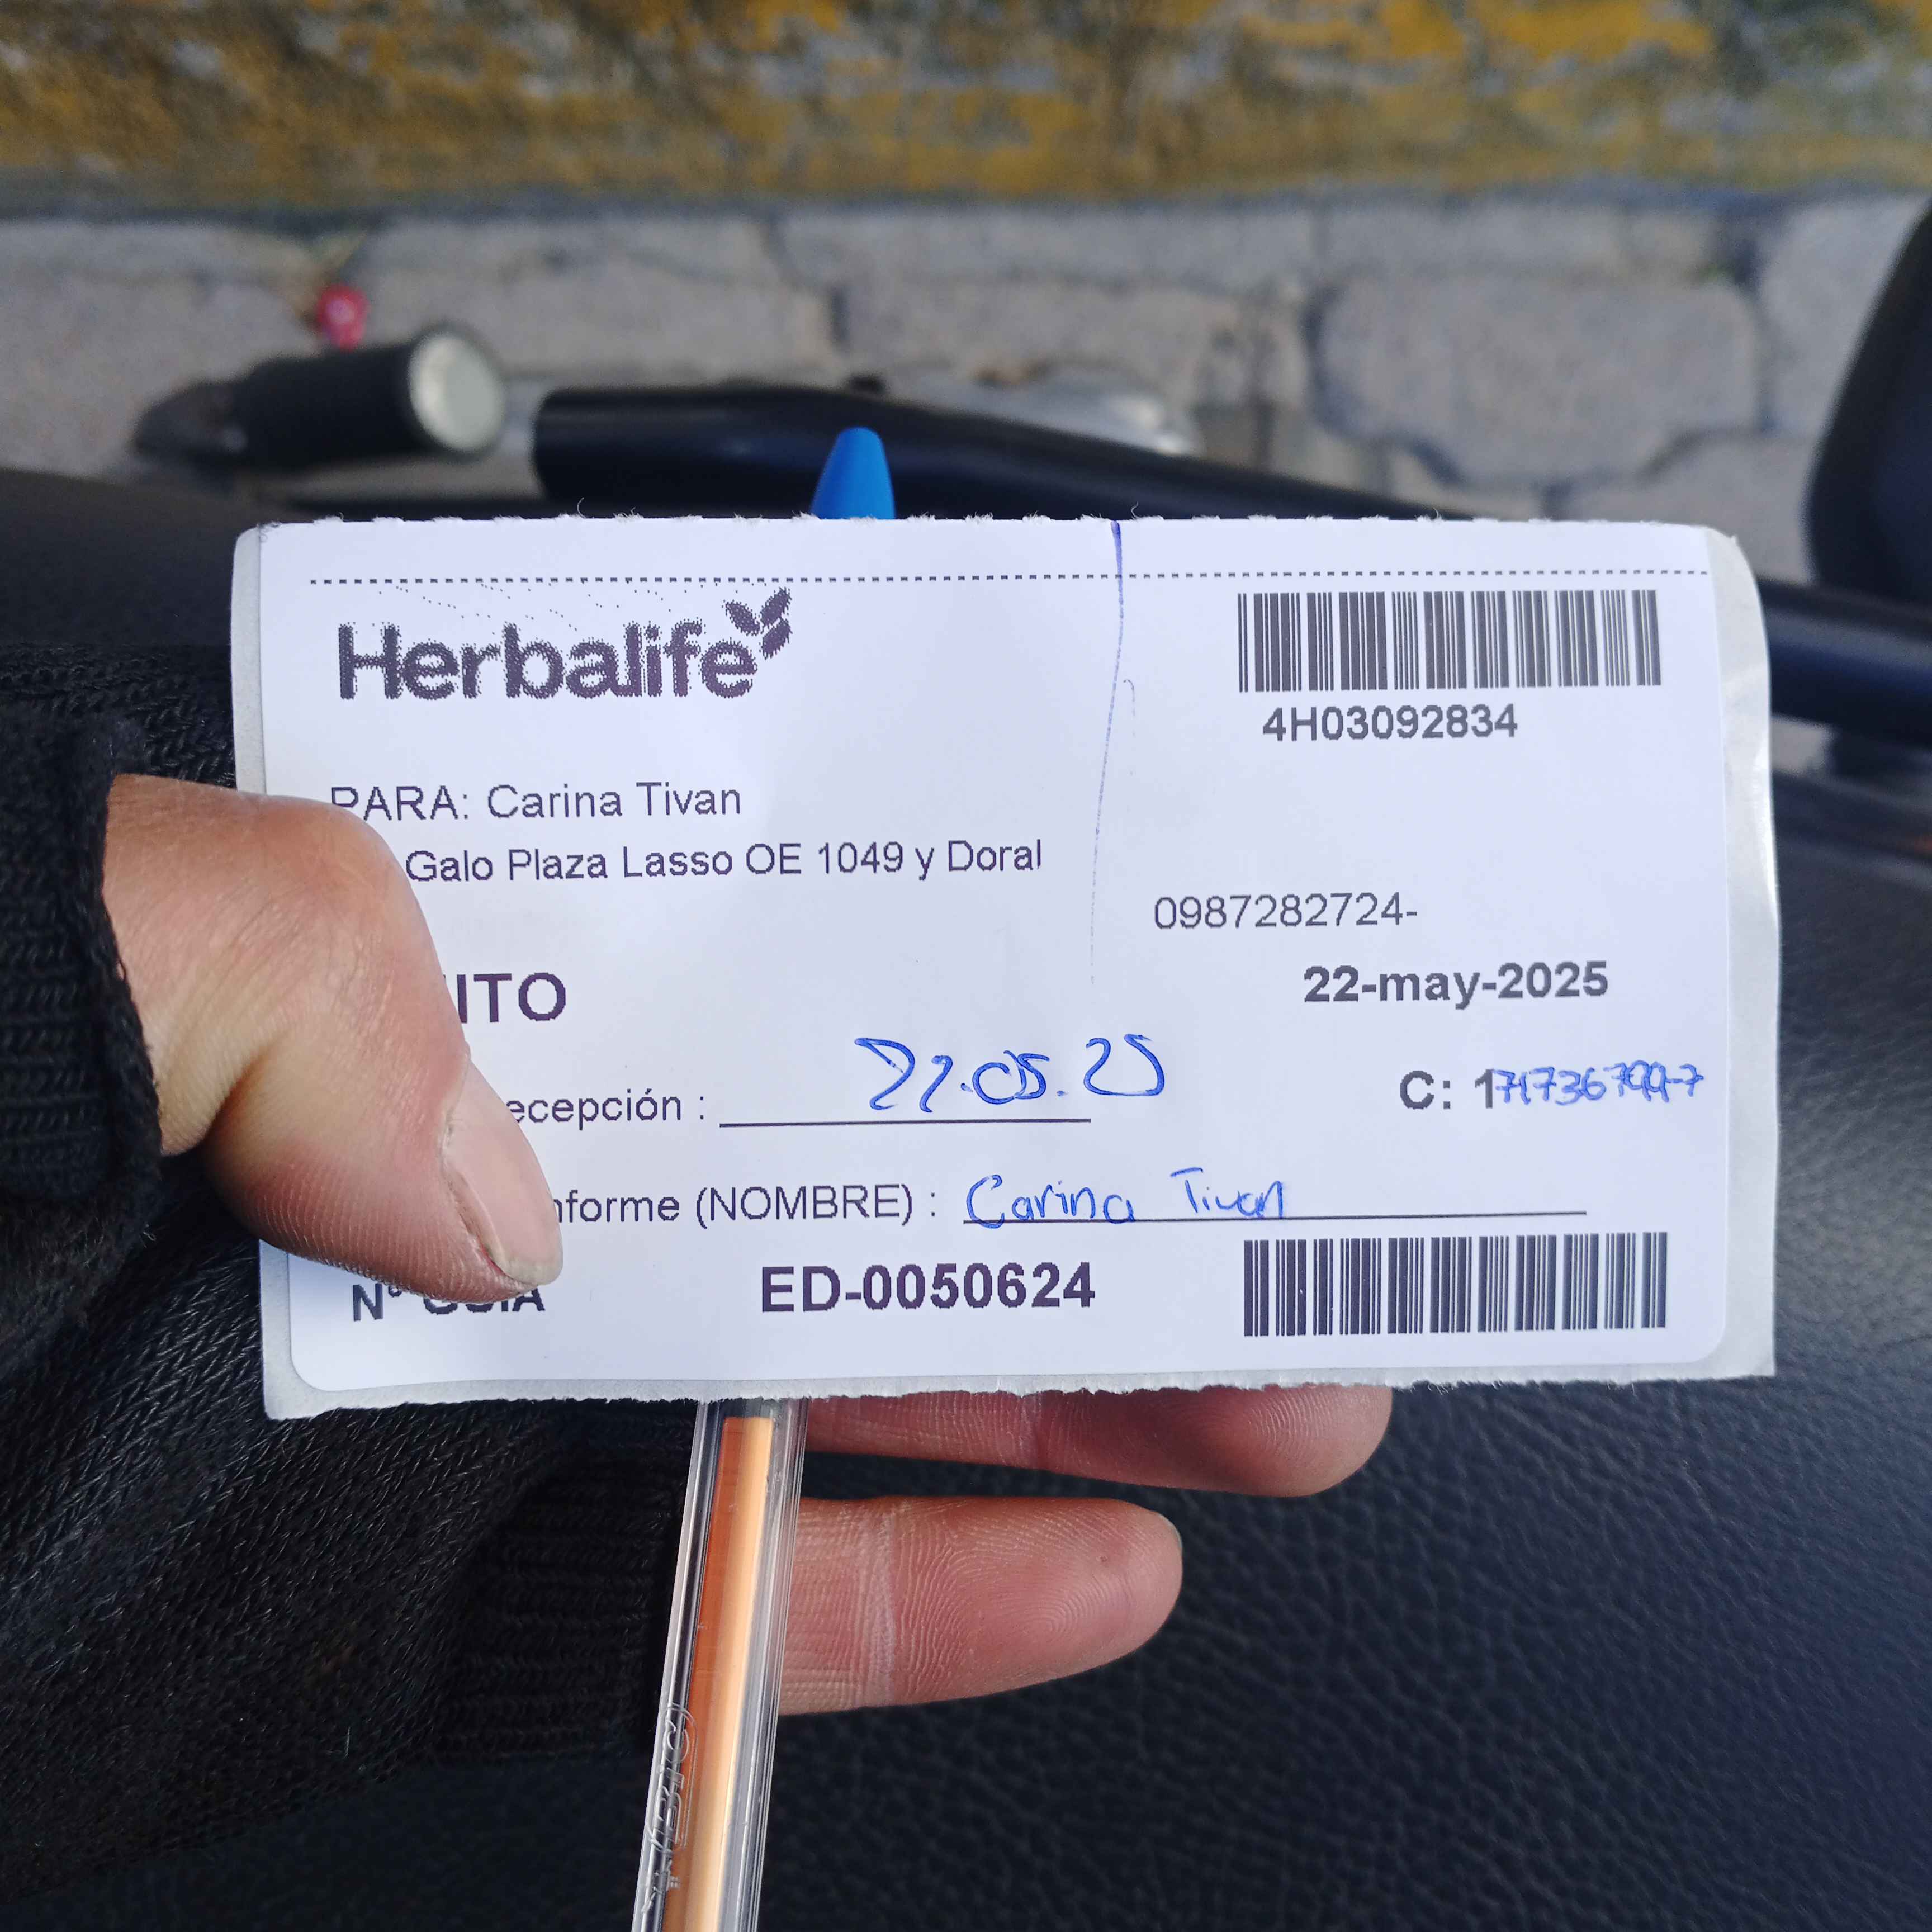 Herbalife
4H03092834
PARA: Carina Tivan
Galo Plaza Lasso OE 1049 y Doral
0987282724-
ITO
22-may-2025
ecepción : 22.05.25
C: 1717367997
nforme (NOMBRE) : Carina Tivan
N° GUIA ED-0050624